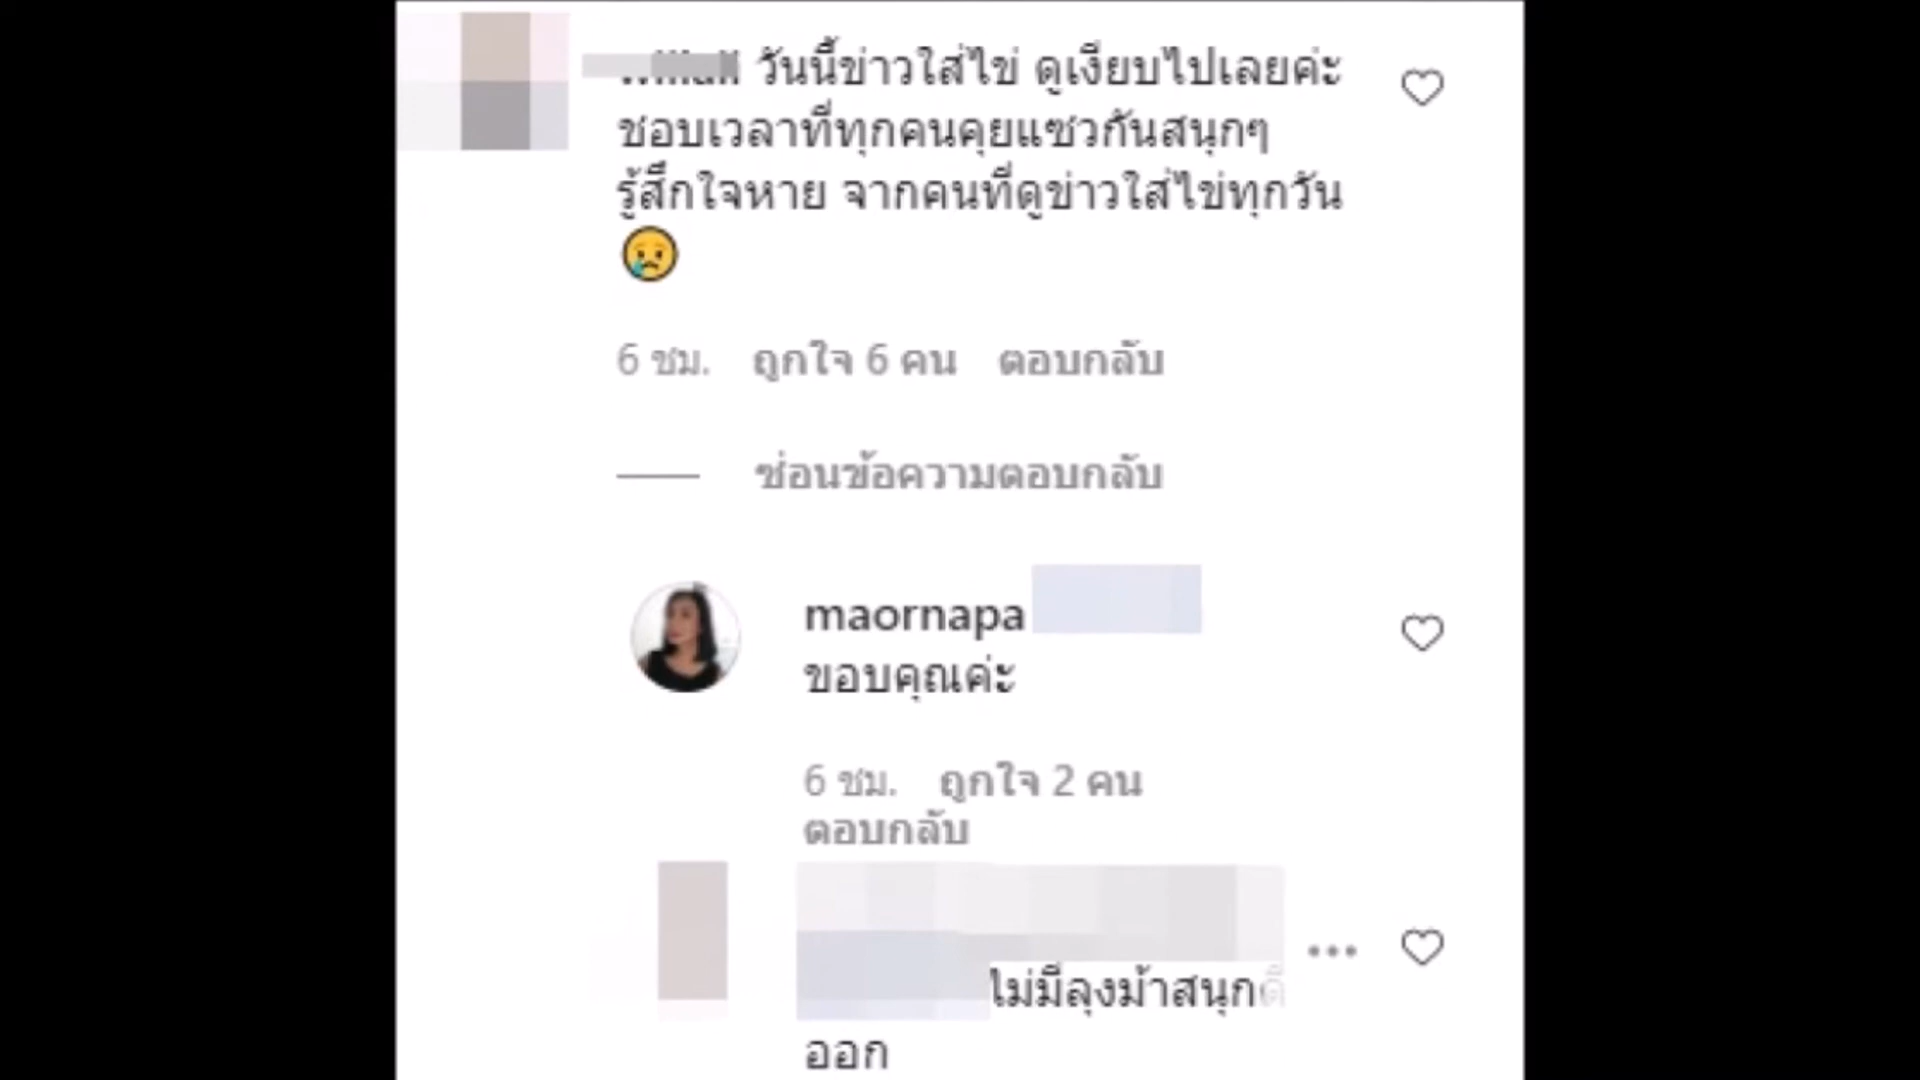 วันนี้ข่าวใส่ไข่ ดูเงียบไปเลยค่ะ
ชอบเวลาที่ทุกคนคุยแซวกันสนุกๆ
รู้สึกใจหาย จากคนที่ดูข่าวใส่ไข่ทุกวัน
😢
6 ชม. ถูกใจ 6 คน ตอบกลับ
ซ่อนข้อความตอบกลับ
maornapa
ขอบคุณค่ะ
6 ชม. ถูกใจ 2 คน
ตอบกลับ
ไม่มีลุงม้าสนุก
ออก